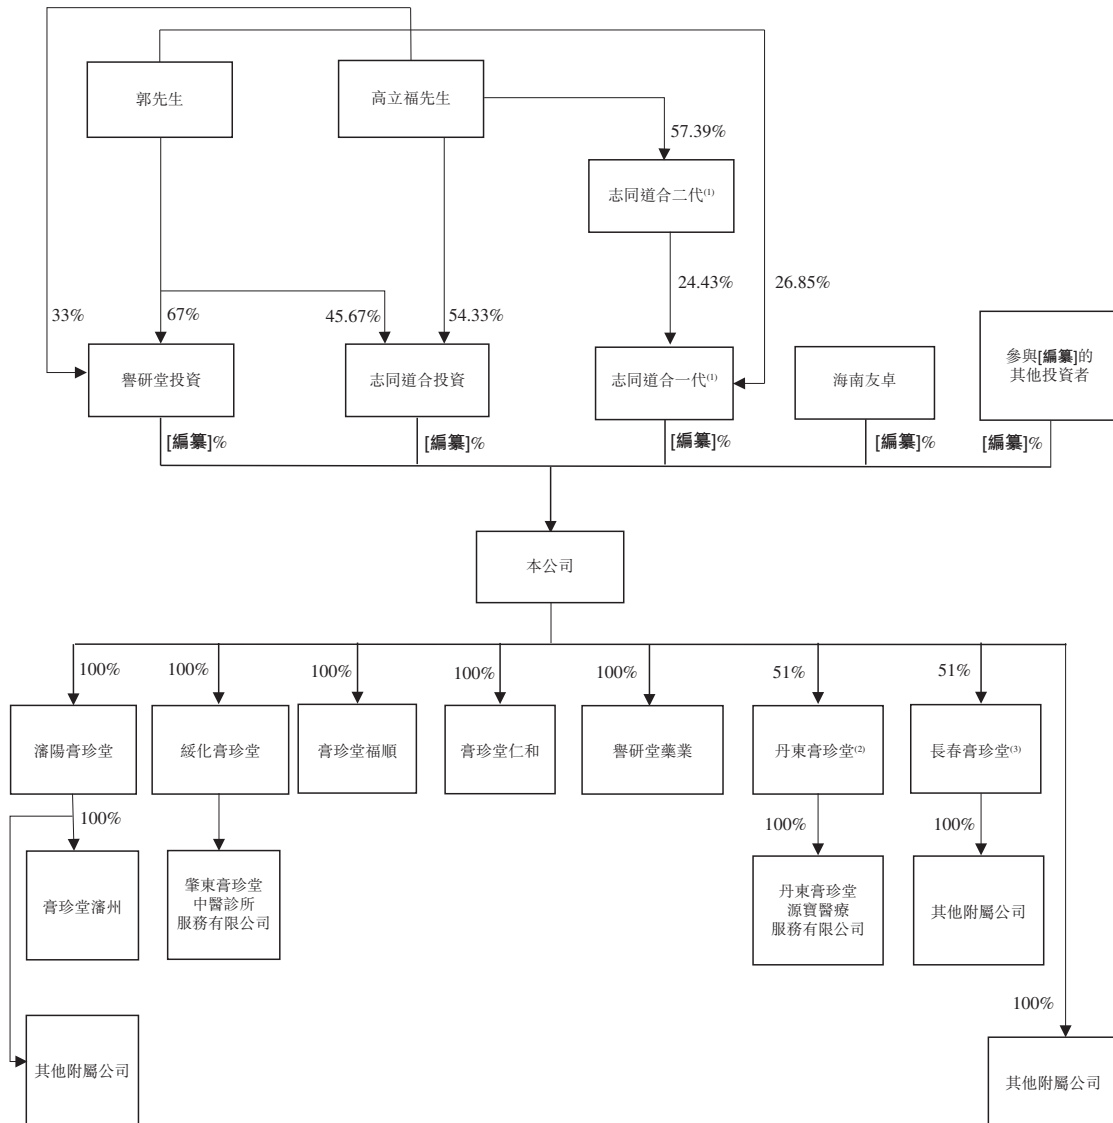 郭先生
高立福先生
57.39%
志同道合二代(1)
33%
67%
45.67%
54.33%
24.43%
26.85%
譽研堂投資
志同道合投資
志同道合一代(1)
海南友卓
參與[編纂]的
其他投資者
[編纂]%
[編纂]%
[編纂]%
[編纂]%
[編纂]%
本公司
100%
100%
100%
100%
100%
51%
51%
瀋陽膏珍堂
綏化膏珍堂
膏珍堂福順
膏珍堂仁和
譽研堂藥業
丹東膏珍堂(2)
長春膏珍堂(3)
100%
100%
100%
膏珍堂瀋州
肇東膏珍堂
中醫診所
服務有限公司
丹東膏珍堂
源寶醫療
服務有限公司
其他附屬公司
100%
其他附屬公司
其他附屬公司